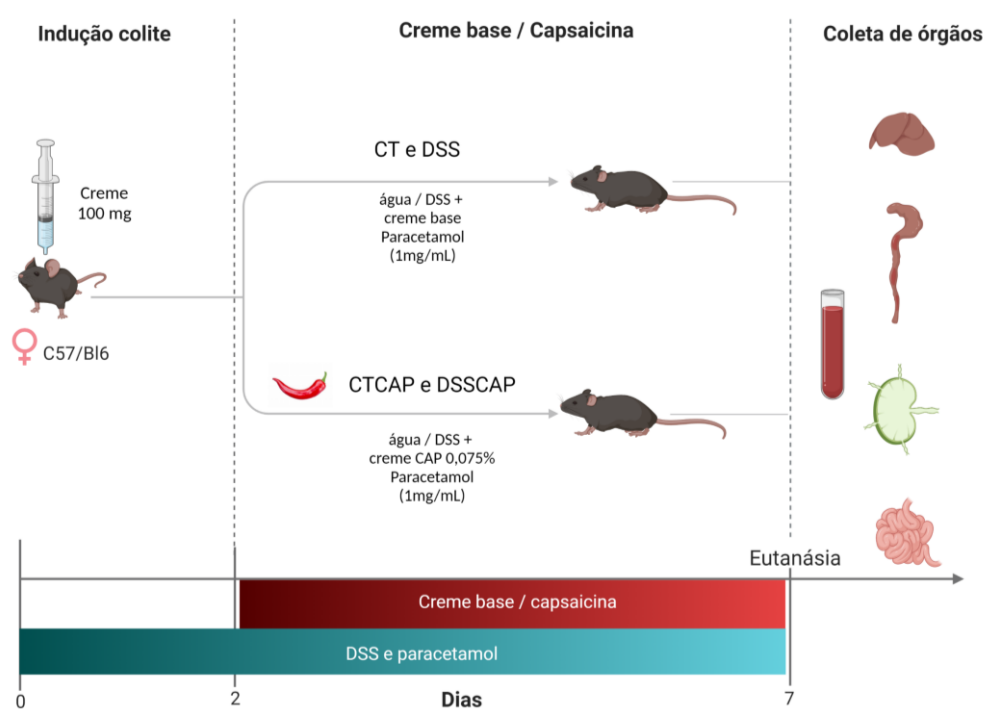 Indução colite
Creme base / Capsaicina
Coleta de órgãos
Creme
100 mg
C57/Bl6
CT e DSS
água / DSS +
creme base
Paracetamol
(1mg/mL)
CTCAP e DSSCAP
água / DSS +
creme CAP 0,075%
Paracetamol
(1mg/mL)
Eutanásia
Creme base / capsaicina
DSS e paracetamol
0
2
Dias
7